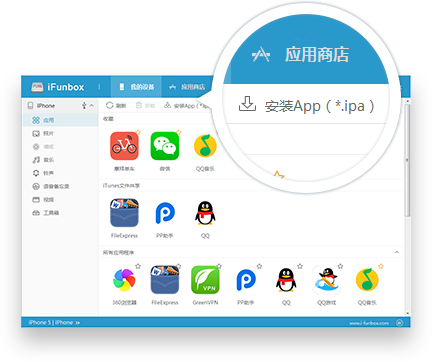 应用商店
安装App（*.ipa）
iFunbox
我的设备
应用商店
iPhone
刷新
卸载
安装App（*.ipa）
应用
照片
音乐
铃声
语音备忘录
视频
工具箱
收藏
摩拜单车
微信
QQ音乐
iTunes文件共享
FileExpress
PP助手
QQ
所有应用程序
360浏览器
FileExpress
GreenVPN
PP助手
QQ
QQ游戏
QQ音乐
iPhone 5 | iPhone
www.i-funbox.com